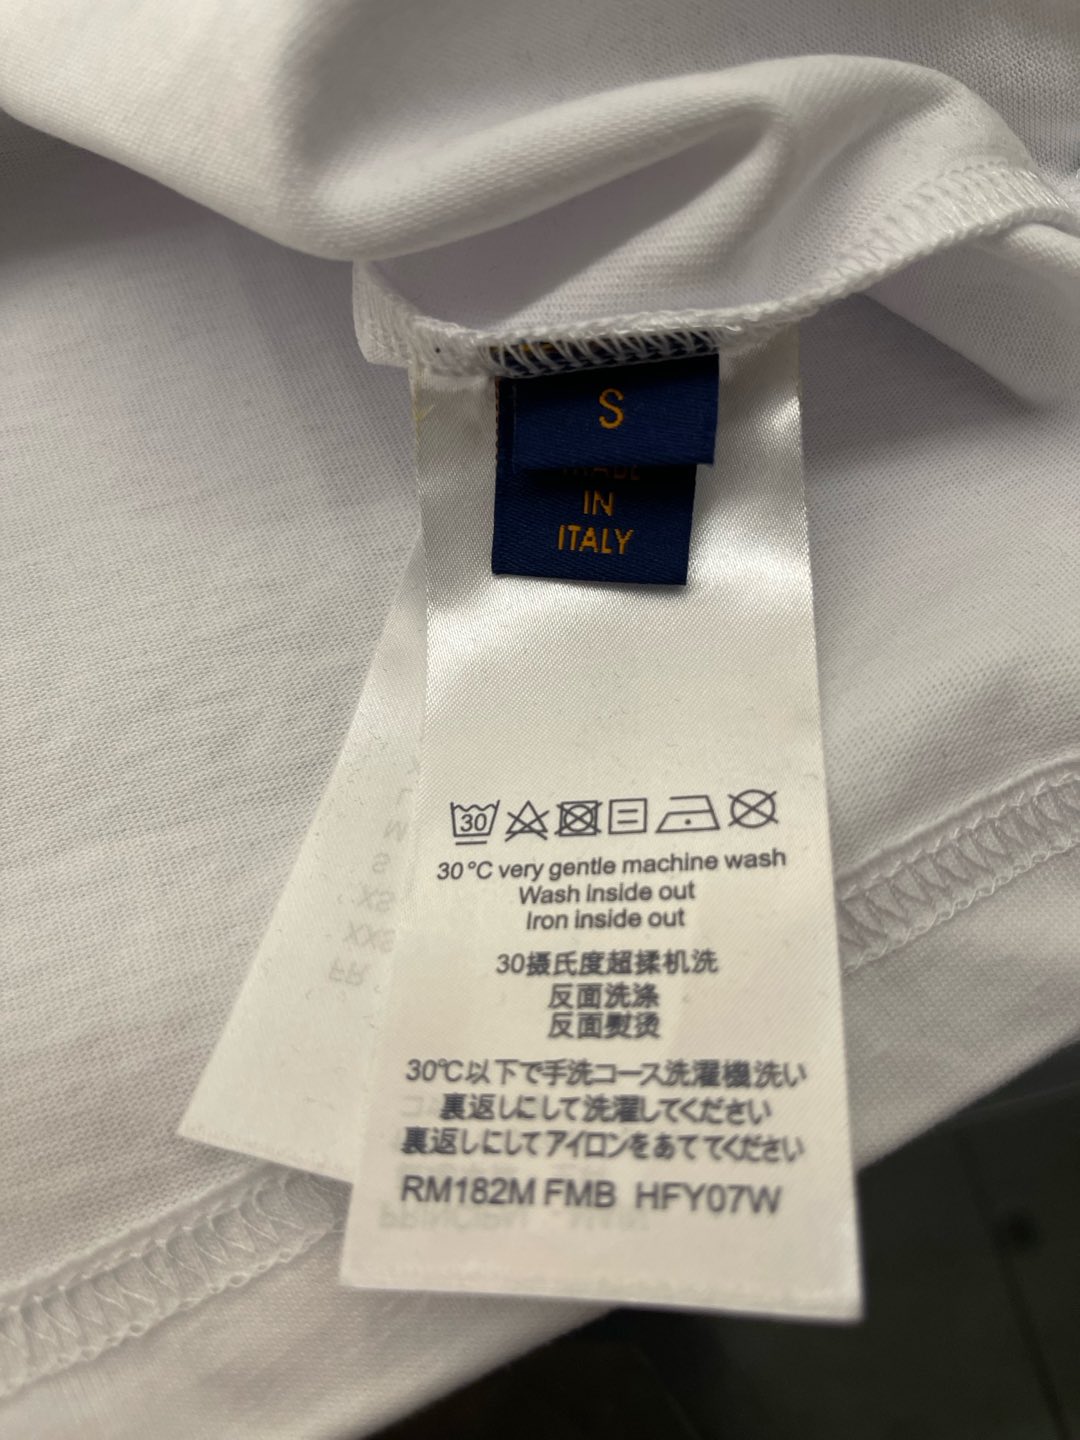 S
IN
ITALY
30
30°C very gentle machine wash
Wash inside out
Iron inside out
30摄氏度超揉机洗
反面洗涤
反面熨烫
30℃以下で手洗コース洗濯機洗い
裏返しにして洗濯してください
裏返しにしてアイロンをあててください
RM182M FMB HFY07W